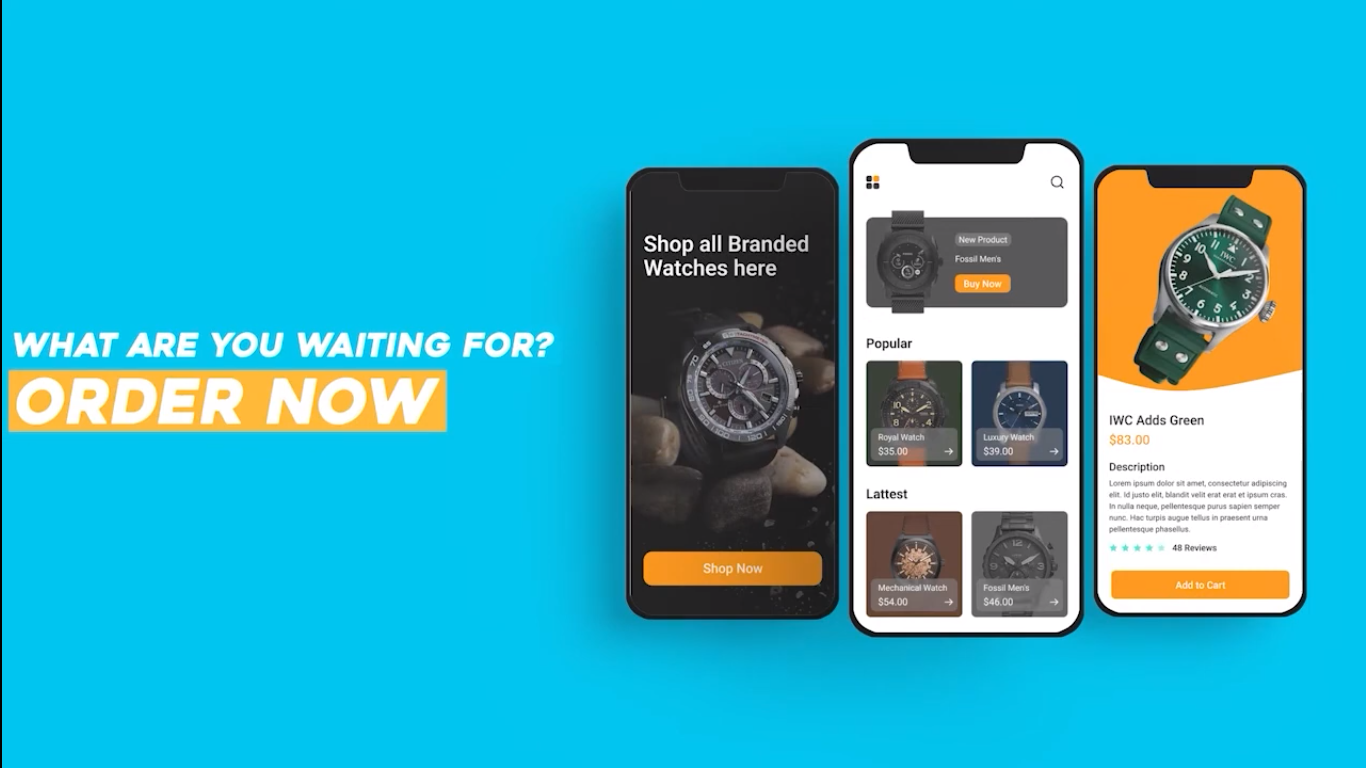 WHAT ARE YOU WAITING FOR?
ORDER NOW
Shop all Branded
Watches here
CITIZEN
Shop Now
New Product
Fossil Men's
Buy Now
Popular
Royal Watch
$35.00
Luxury Watch
$39.00
Lattest
Mechanical Watch
$54.00
Fossil Men's
$46.00
IWC
IWC Adds Green
$83.00
Description
Lorem ipsum dolor sit amet, consectetur adipiscing
elit. Id justo elit, blandit velit erat erat et ipsum cras.
In nulla neque, pellentesque purus sapien semper
nunc. Hac turpis augue tellus in praesent urna
pellentesque phasellus.
48 Reviews
Add to Cart